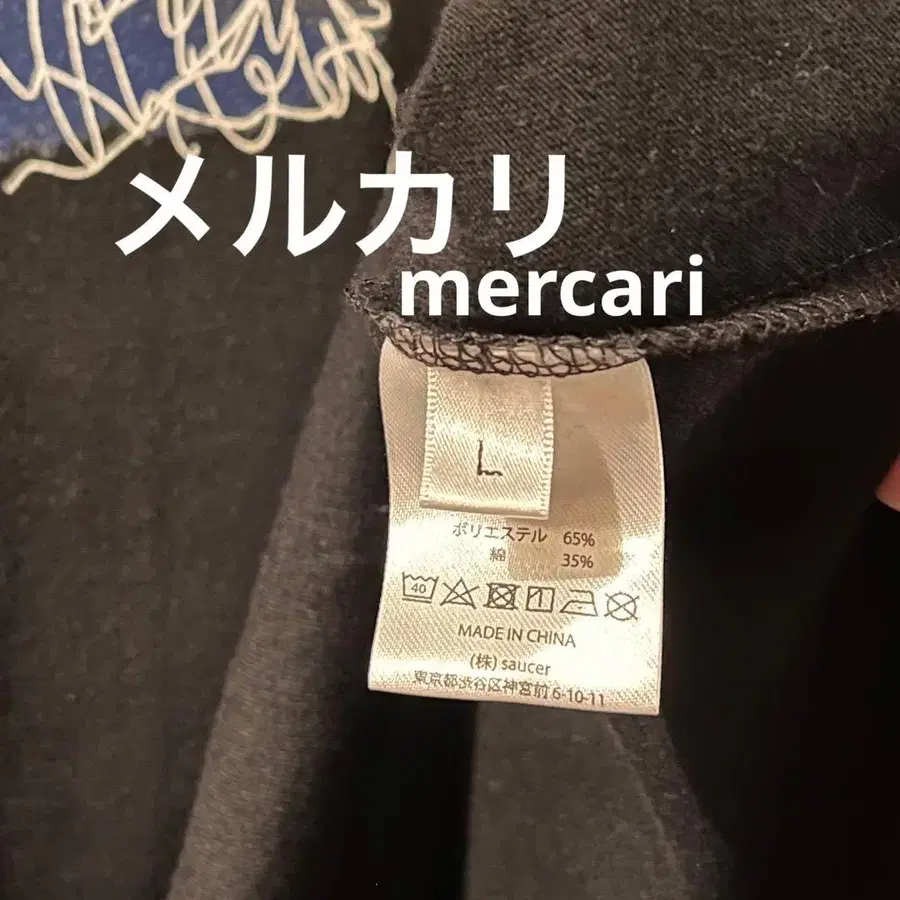 メルカリ
mercari
L
ポリエステル 65%
綿 35%
40
MADE IN CHINA
(株) saucer
東京都渋谷区神宮前6-10-11